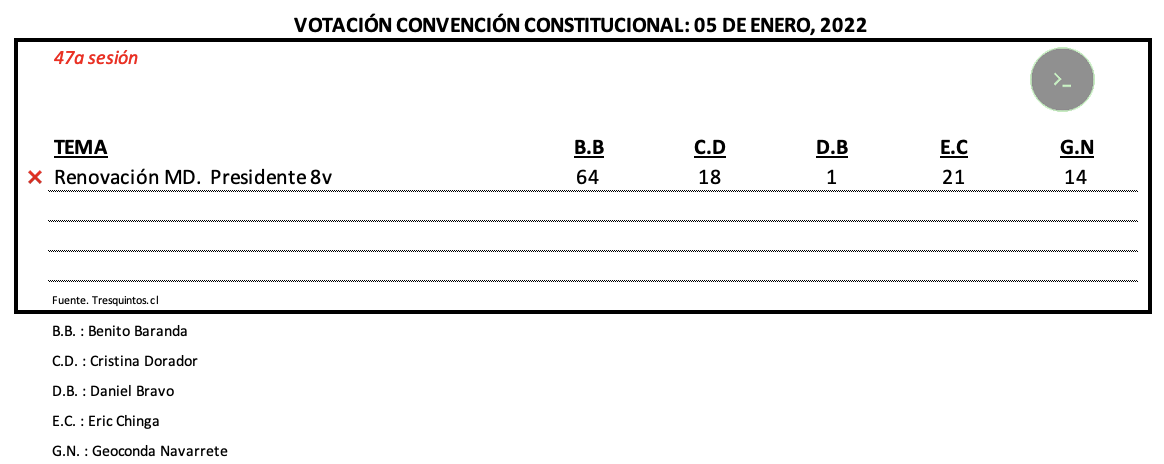 VOTACIÓN CONVENCIÓN CONSTITUCIONAL: 05 DE ENERO, 2022
47a sesión
>_
TEMA B.B C.D D.B E.C G.N
× Renovación MD. Presidente 8v 64 18 1 21 14
Fuente. Tresquintos.cl
B.B. : Benito Baranda
C.D. : Cristina Dorador
D.B. : Daniel Bravo
E.C. : Eric Chinga
G.N. : Geoconda Navarrete